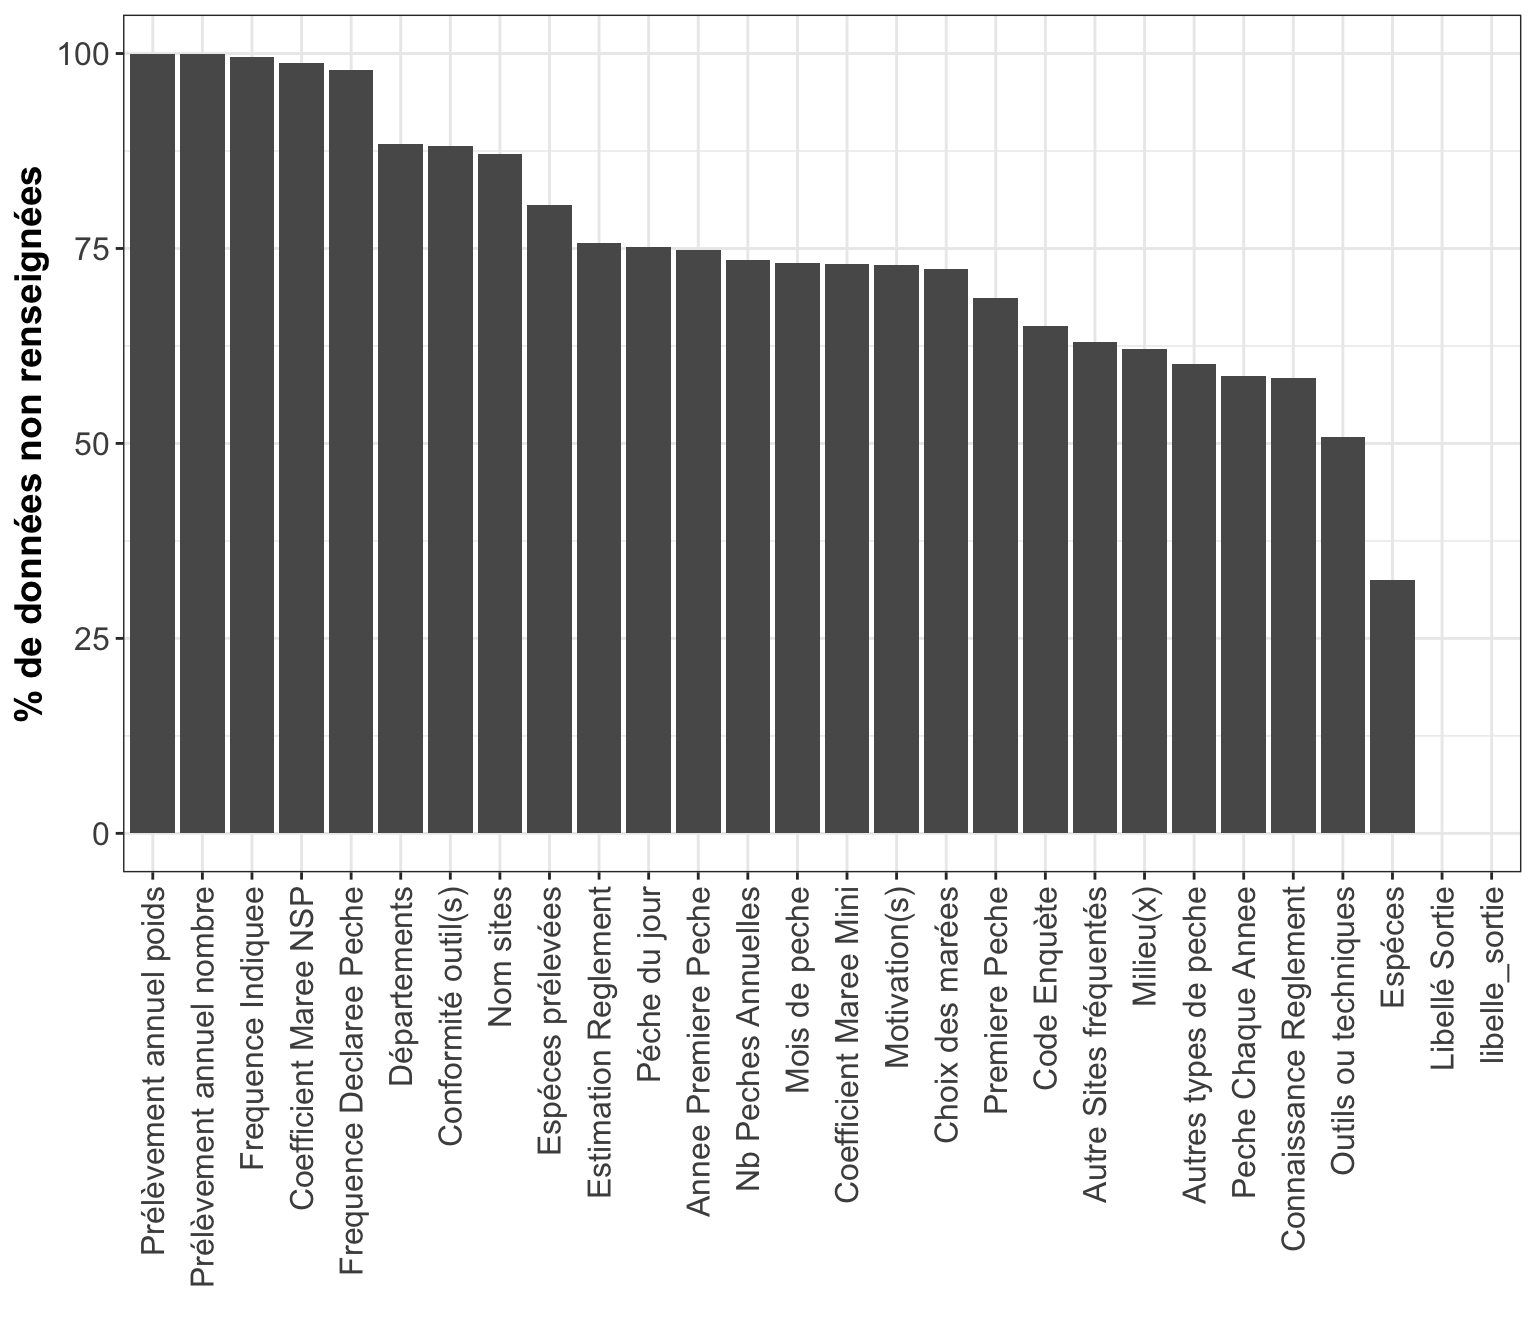 % de données non renseignées
100
75
50
25
0
Prélèvement annuel poids
Prélèvement annuel nombre
Frequence Indiquee
Coefficient Maree NSP
Frequence Declaree Peche
Départements
Conformité outil(s)
Nom sites
Espéces prélevées
Estimation Reglement
Péche du jour
Annee Premiere Peche
Nb Peches Annuelles
Mois de peche
Coefficient Maree Mini
Motivation(s)
Choix des marées
Premiere Peche
Code Enquète
Autre Sites fréquentés
Milieu(x)
Autres types de peche
Peche Chaque Annee
Connaissance Reglement
Outils ou techniques
Espéces
Libellé Sortie
libelle_sortie